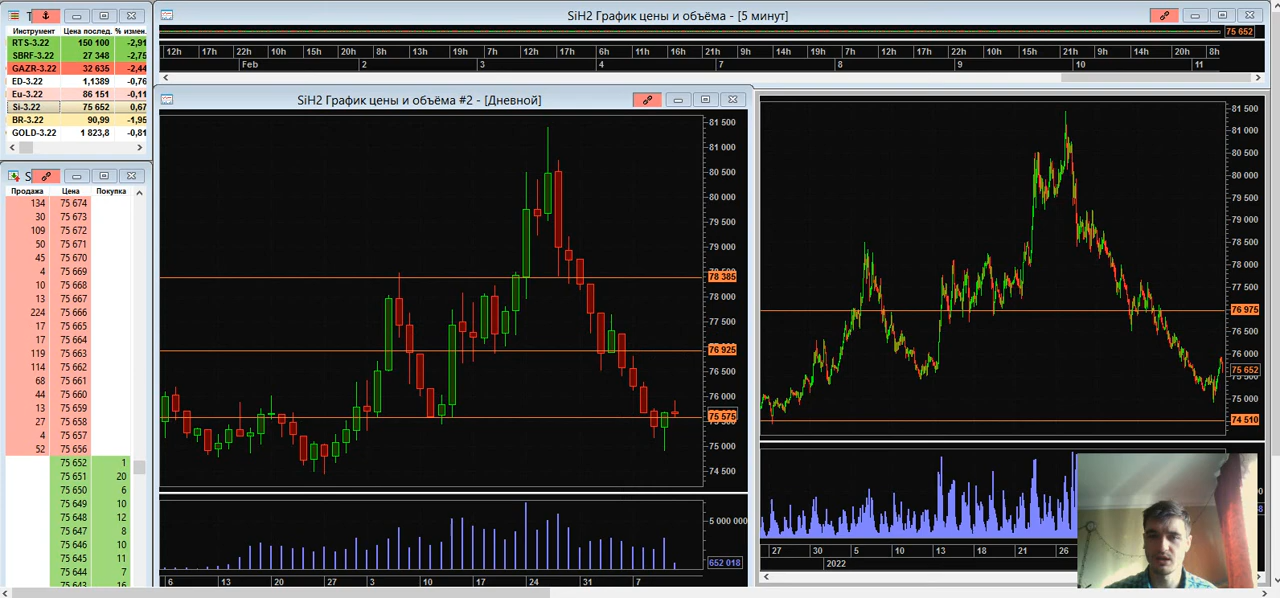 Инструмент Цена послед. % измен.
RTS-3.22 150 100 -2,91
SBRF-3.22 27 348 -2,75
GAZR-3.22 32 635 -2,44
ED-3.22 1,1389 -0,76
Eu-3.22 86 151 -0,11
Si-3.22 75 652 0,67
BR-3.22 90,99 -1,95
GOLD-3.22 1 823,8 -0,81
S
Продажа Цена Покупка
134 75 674
30 75 673
109 75 672
50 75 671
45 75 670
4 75 669
10 75 668
13 75 667
224 75 666
17 75 665
17 75 664
119 75 663
114 75 662
68 75 661
44 75 660
13 75 659
27 75 658
4 75 657
52 75 656
75 652 1
75 651 20
75 650 6
75 649 10
75 648 12
75 647 8
75 646 10
75 645 11
75 644 7
75 643 16
SiH2 График цены и объёма - [5 минут]
75 652
12h 17h 22h 10h 15h 20h 8h 13h 19h 7h 12h 17h 6h 11h 16h 9h 14h 19h 7h 12h 17h 22h 10h 15h 21h 9h 14h 20h 8h
Feb 2 3 4 7 8 9 10 11
SiH2 График цены и объёма #2 - [Дневной]
81 500
81 000
80 500
80 000
79 500
79 000
78 385
78 000
77 500
76 925
76 500
76 000
75 575
75 000
74 500
5 000 000
652 018
6 13 20 27 3 10 17 24 31 7
81 500
81 000
80 500
80 000
79 500
79 000
78 500
78 000
77 500
76 975
76 500
76 000
75 652
75 000
74 510
27 30 5 10 13 18 21 26
2022